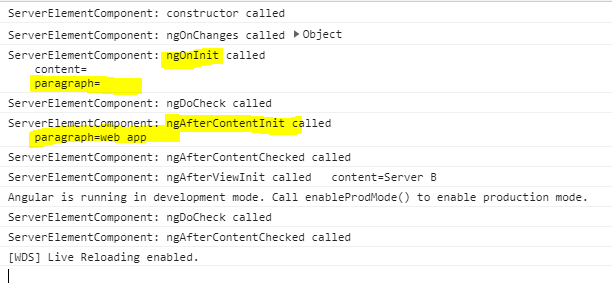 ServerElementComponent: constructor called
ServerElementComponent: ngOnChanges called ▶Object
ServerElementComponent: ngOnInit called
content=
paragraph=
ServerElementComponent: ngDoCheck called
ServerElementComponent: ngAfterContentInit called
paragraph=web app
ServerElementComponent: ngAfterContentChecked called
ServerElementComponent: ngAfterViewInit called content=Server B
Angular is running in development mode. Call enableProdMode() to enable production mode.
ServerElementComponent: ngDoCheck called
ServerElementComponent: ngAfterContentChecked called
[WDS] Live Reloading enabled.